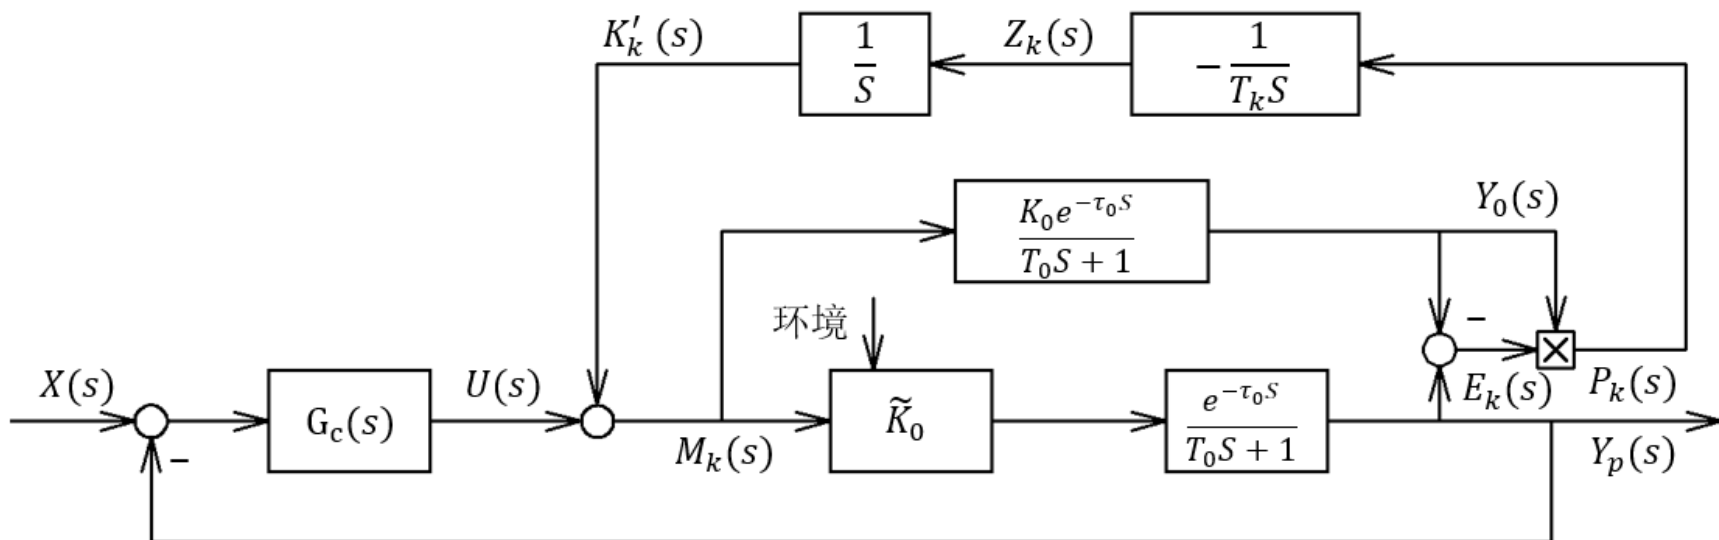 K′ₖ(s)
1/S
Zₖ(s)
−1/(TₖS)
K₀e^(−τ₀S)/(T₀S + 1)
Y₀(s)
环境
−
X(s)
G_c(s)
U(s)
Mₖ(s)
K̃₀
e^(−τ₀S)/(T₀S + 1)
Eₖ(s)
Pₖ(s)
−
Yₚ(s)